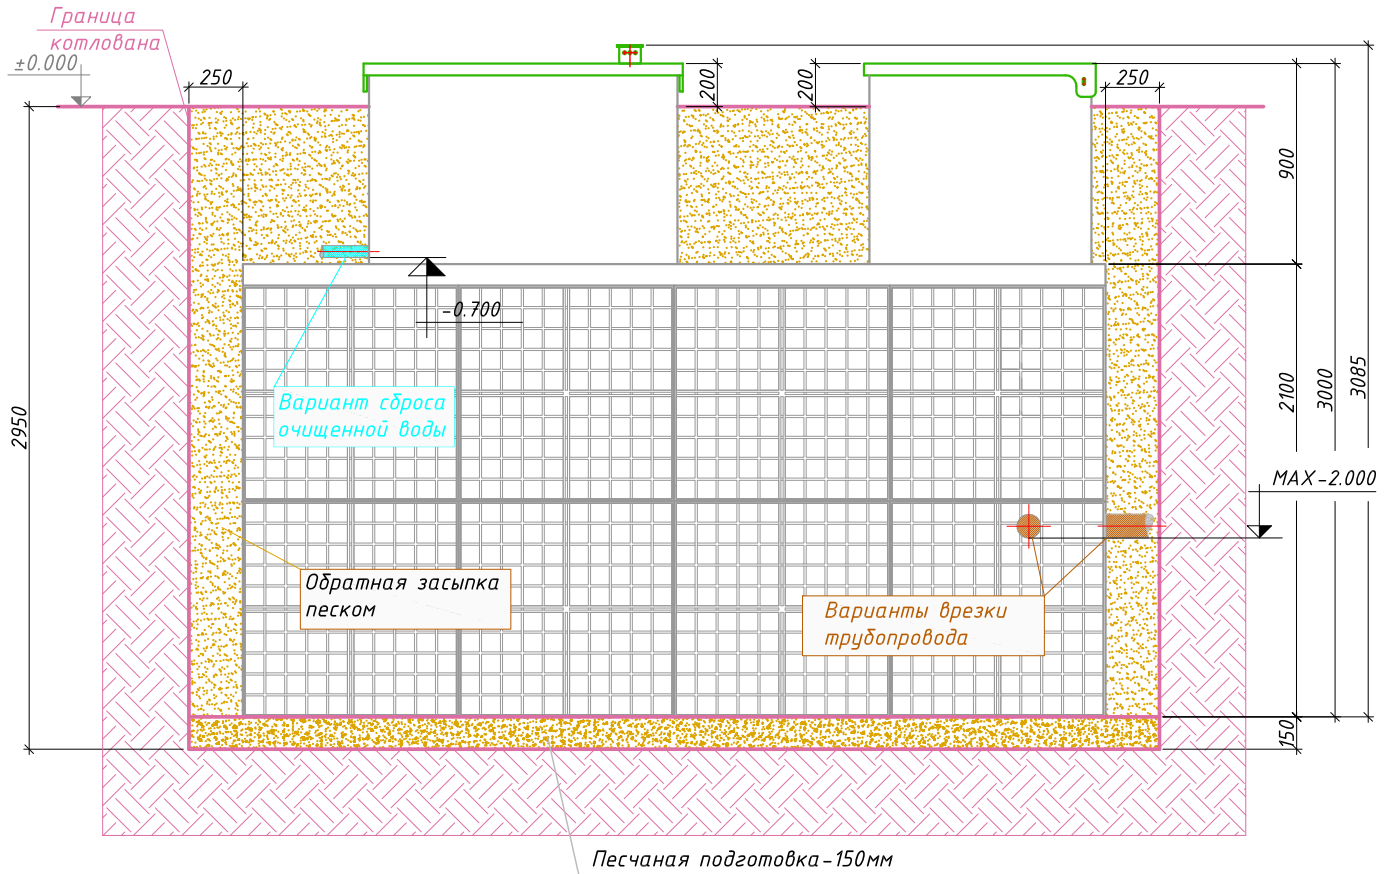 Граница
котлована
±0.000
250
200
200
250
900
3085
3000
2100
2950
-0.700
Вариант сброса
очищенной воды
MAX-2.000
Обратная засыпка
песком
Варианты врезки
трубопровода
150
Песчаная подготовка-150мм